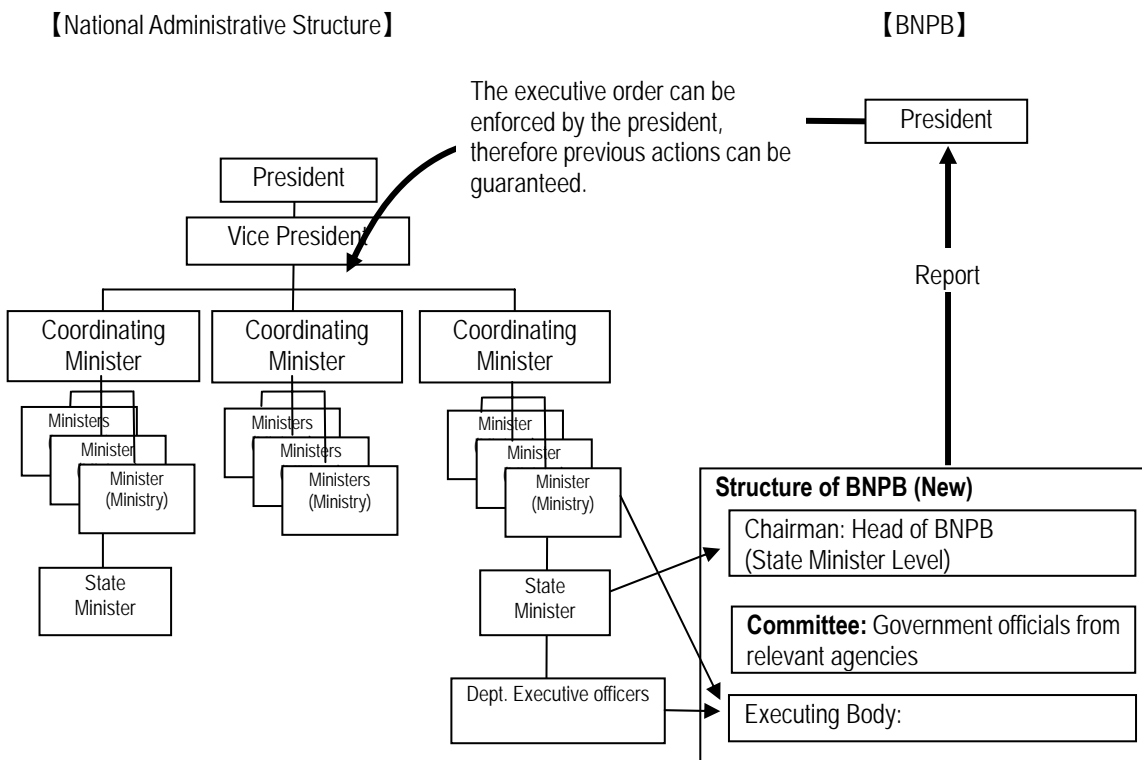 【National Administrative Structure】
【BNPB】
The executive order can be
enforced by the president,
therefore previous actions can be
guaranteed.
President
President
Vice President
Report
Coordinating
Minister
Coordinating
Minister
Coordinating
Minister
Ministers
Minister
Minister
(Ministry)
Ministers
Ministers
Ministers
(Ministry)
Minister
Minister
Minister
(Ministry)
State
Minister
State
Minister
Dept. Executive officers
Structure of BNPB (New)
Chairman: Head of BNPB
(State Minister Level)
Committee: Government officials from
relevant agencies
Executing Body: